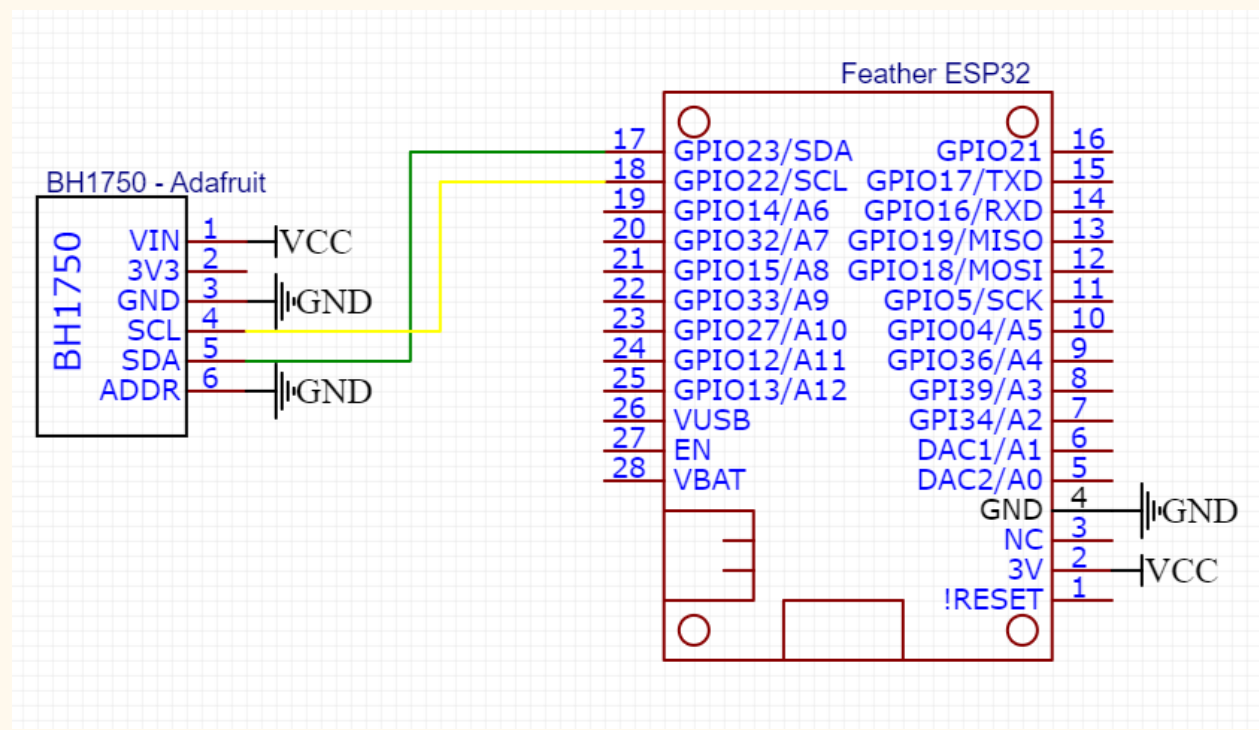 Feather ESP32
BH1750 - Adafruit
BH1750
VIN 1 VCC
3V3 2
GND 3 GND
SCL 4
SDA 5
ADDR 6 GND
17 GPIO23/SDA GPIO21 16
18 GPIO22/SCL GPIO17/TXD 15
19 GPIO14/A6 GPIO16/RXD 14
20 GPIO32/A7 GPIO19/MISO 13
21 GPIO15/A8 GPIO18/MOSI 12
22 GPIO33/A9 GPIO5/SCK 11
23 GPIO27/A10 GPIO04/A5 10
24 GPIO12/A11 GPIO36/A4 9
25 GPIO13/A12 GPI39/A3 8
26 VUSB GPI34/A2 7
27 EN DAC1/A1 6
28 VBAT DAC2/A0 5
GND 4 GND
NC 3
3V 2 VCC
!RESET 1